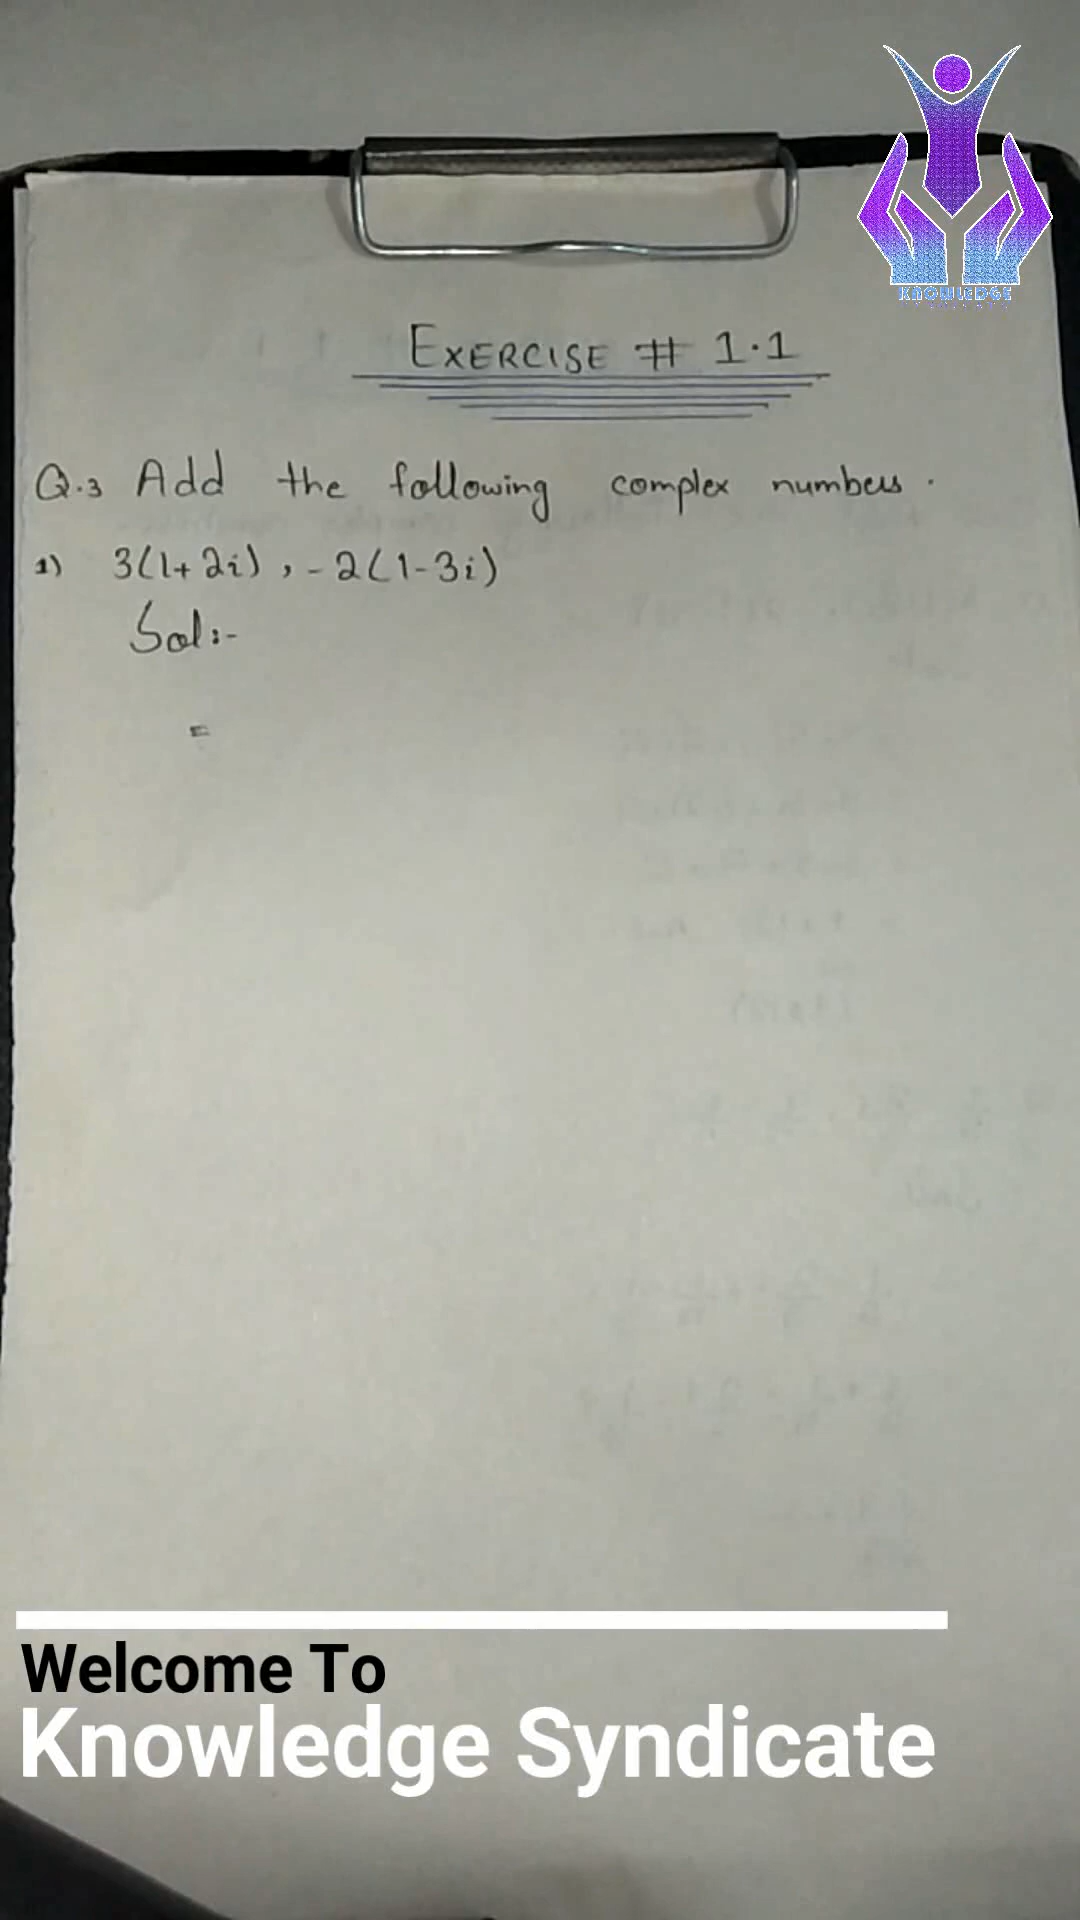 KNOWLEDGE
EXERCISE # 1.1
Q.3 Add the following complex numbers.
1) 3(1+2i), -2(1-3i)
Sol:-
=
Welcome To
Knowledge Syndicate